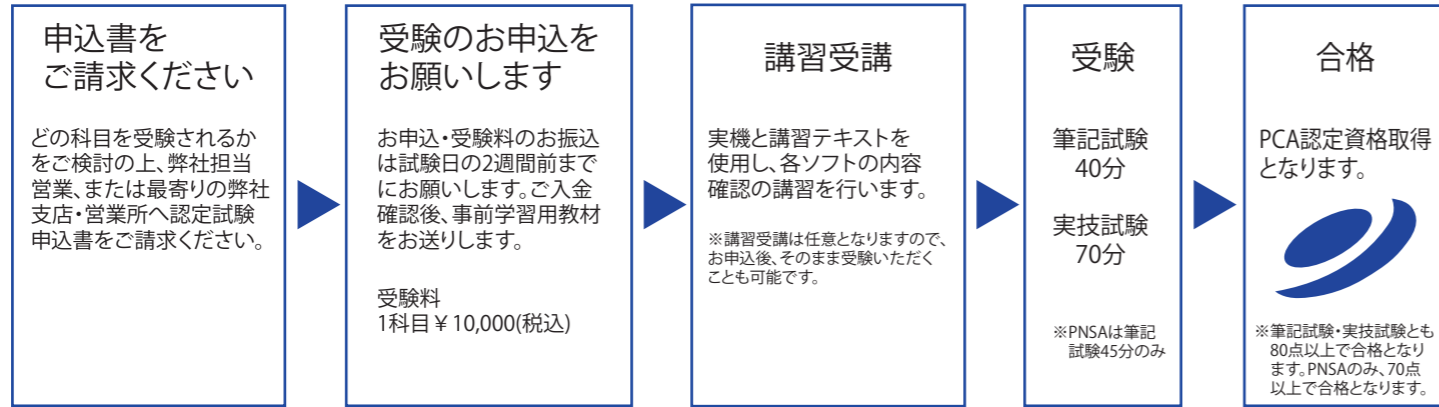 申込書を
ご請求ください
どの科目を受験されるか
をご検討の上、弊社担当
営業、または最寄りの弊社
支店・営業所へ認定試験
申込書をご請求ください。
受験のお申込を
お願いします
お申込・受験料のお振込
は試験日の2週間前まで
にお願いします。ご入金
確認後、事前学習用教材
をお送りします。
受験料
1科目￥10,000(税込)
講習受講
実機と講習テキストを
使用し、各ソフトの内容
確認の講習を行います。
※講習受講は任意となりますので、
お申込後、そのまま受験いただく
ことも可能です。
受験
筆記試験
40分
実技試験
70分
※PNSAは筆記
試験45分のみ
合格
PCA認定資格取得
となります。
※筆記試験・実技試験とも
80点以上で合格となり
ます。PNSAのみ、70点
以上で合格となります。